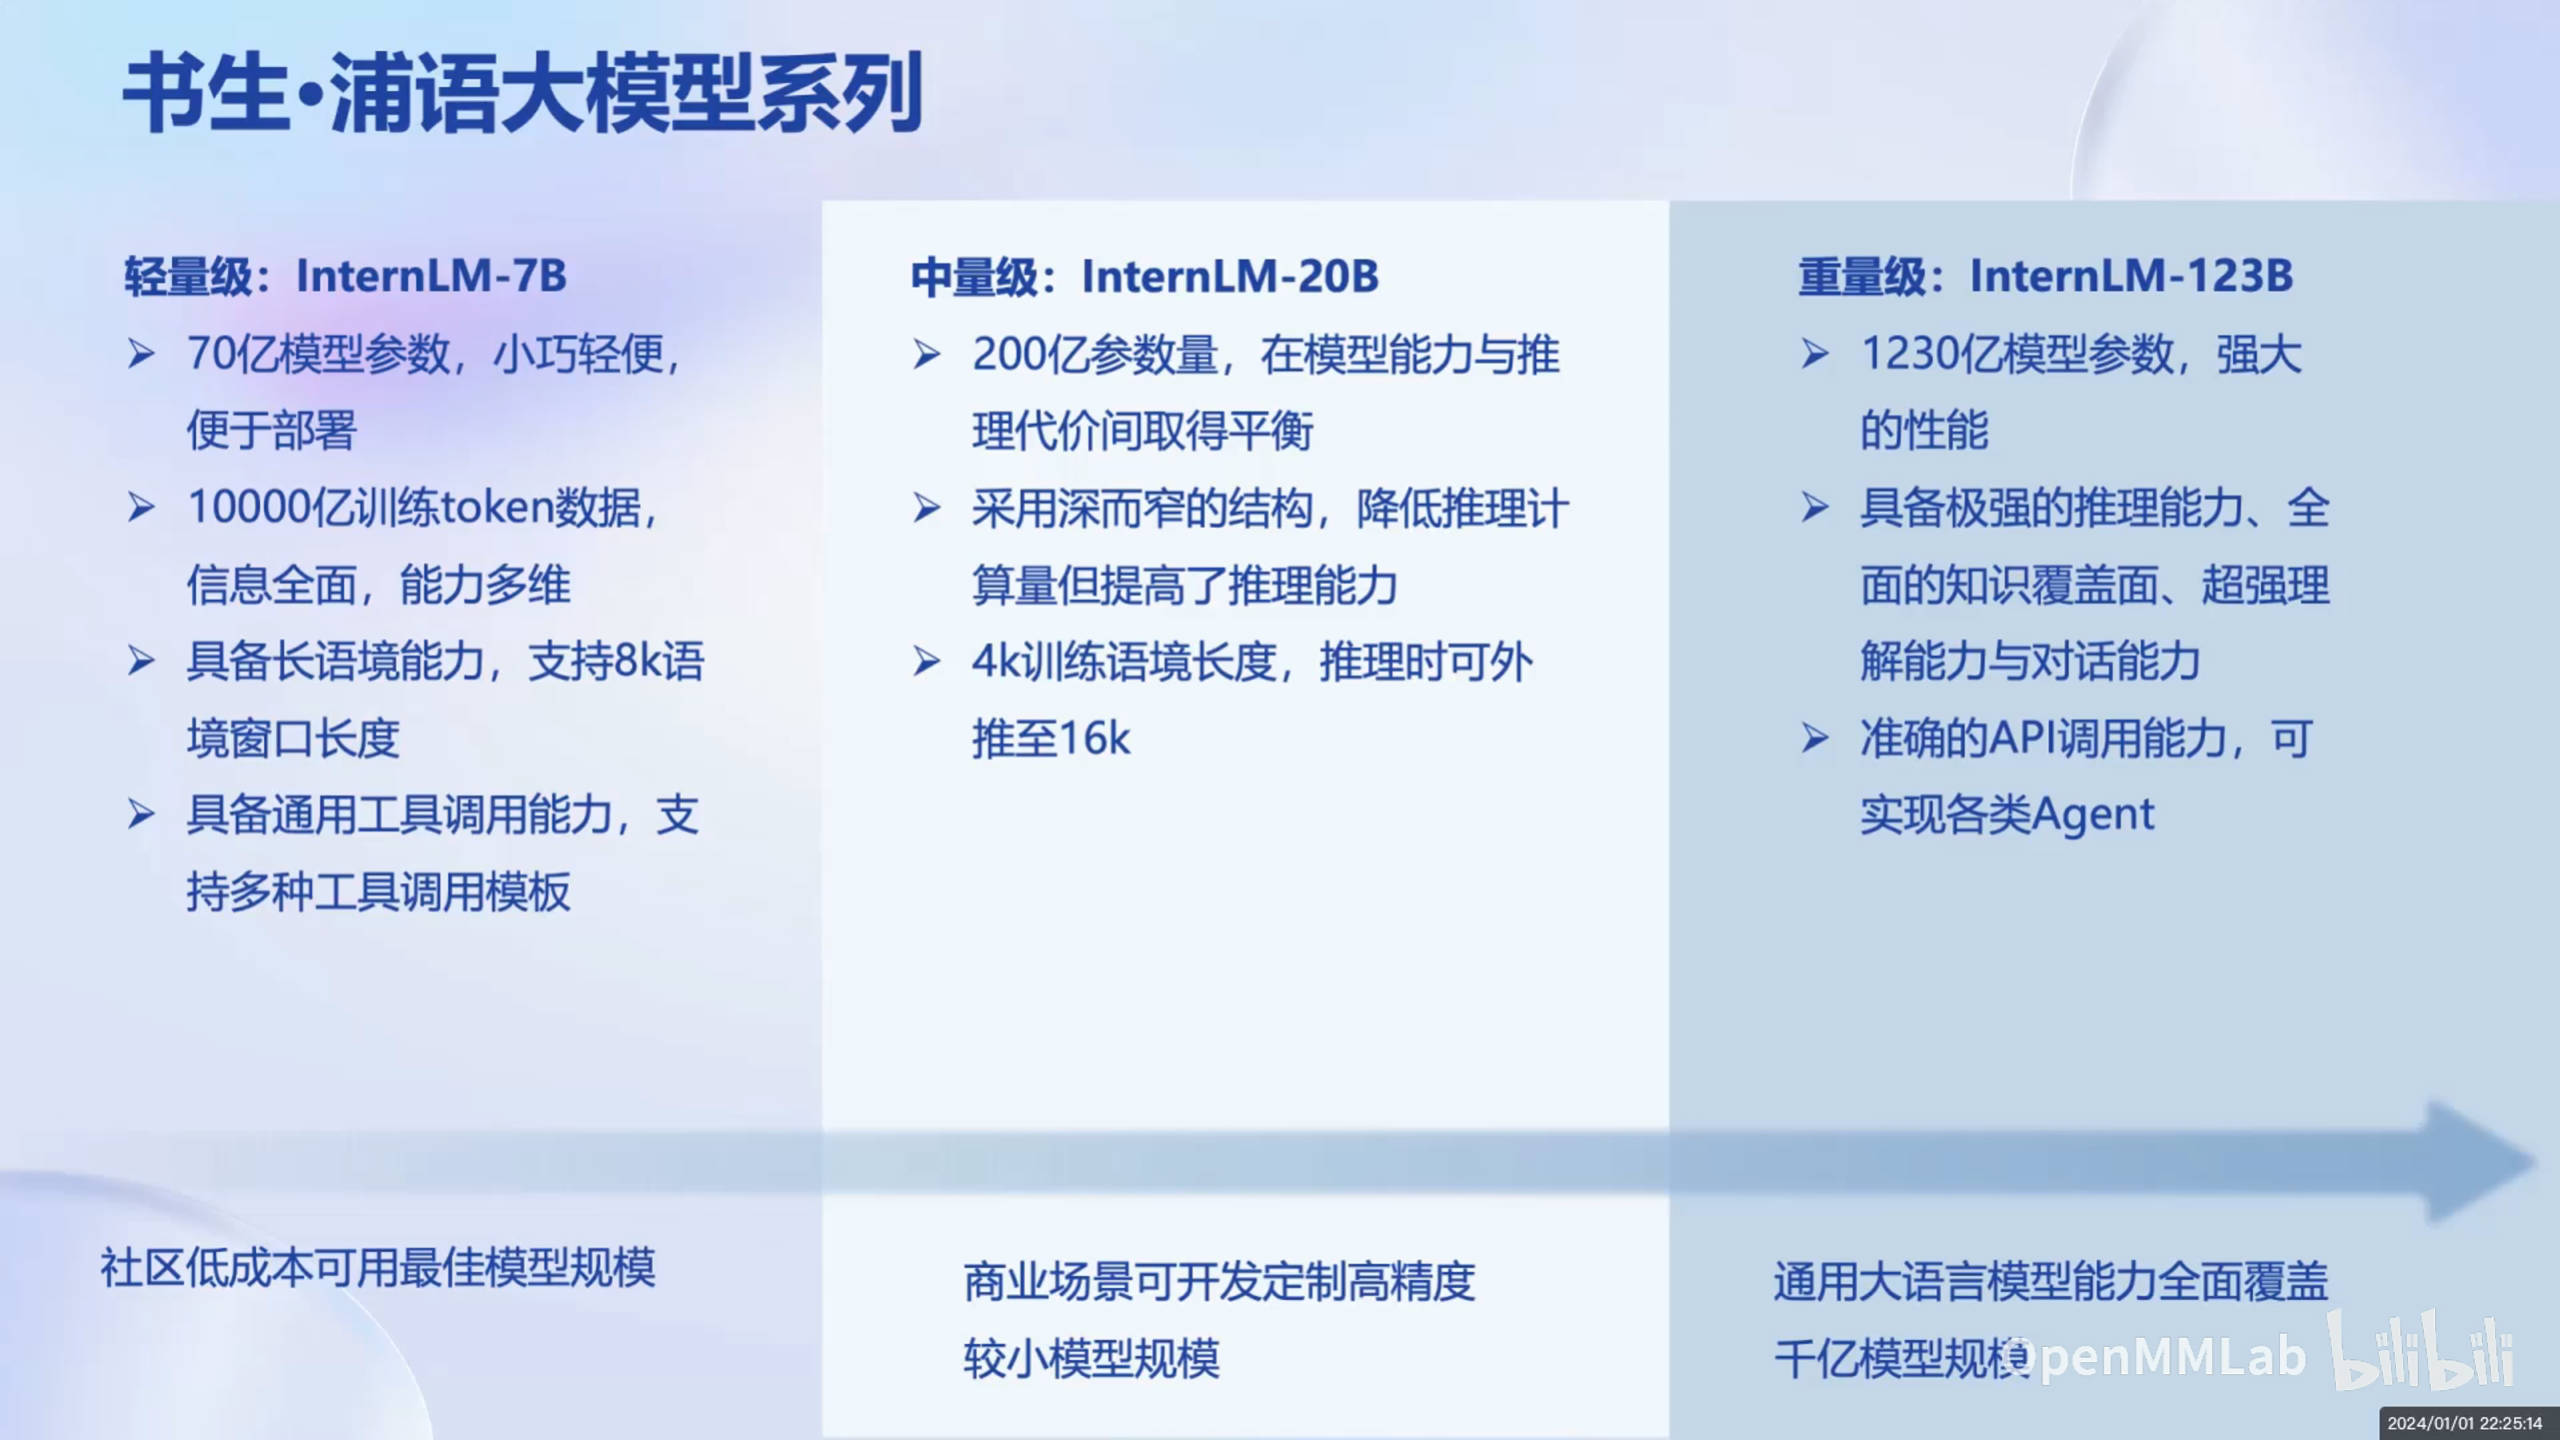 书生·浦语大模型系列
轻量级：InternLM-7B
➢ 70亿模型参数，小巧轻便，
便于部署
➢ 10000亿训练token数据，
信息全面，能力多维
➢ 具备长语境能力，支持8k语
境窗口长度
➢ 具备通用工具调用能力，支
持多种工具调用模板
社区低成本可用最佳模型规模
中量级：InternLM-20B
➢ 200亿参数量，在模型能力与推
理代价间取得平衡
➢ 采用深而窄的结构，降低推理计
算量但提高了推理能力
➢ 4k训练语境长度，推理时可外
推至16k
商业场景可开发定制高精度
较小模型规模
重量级：InternLM-123B
➢ 1230亿模型参数，强大
的性能
➢ 具备极强的推理能力、全
面的知识覆盖面、超强理
解能力与对话能力
➢ 准确的API调用能力，可
实现各类Agent
通用大语言模型能力全面覆盖
千亿模型规模
OpenMMLab bilibili
2024/01/01 22:25:14